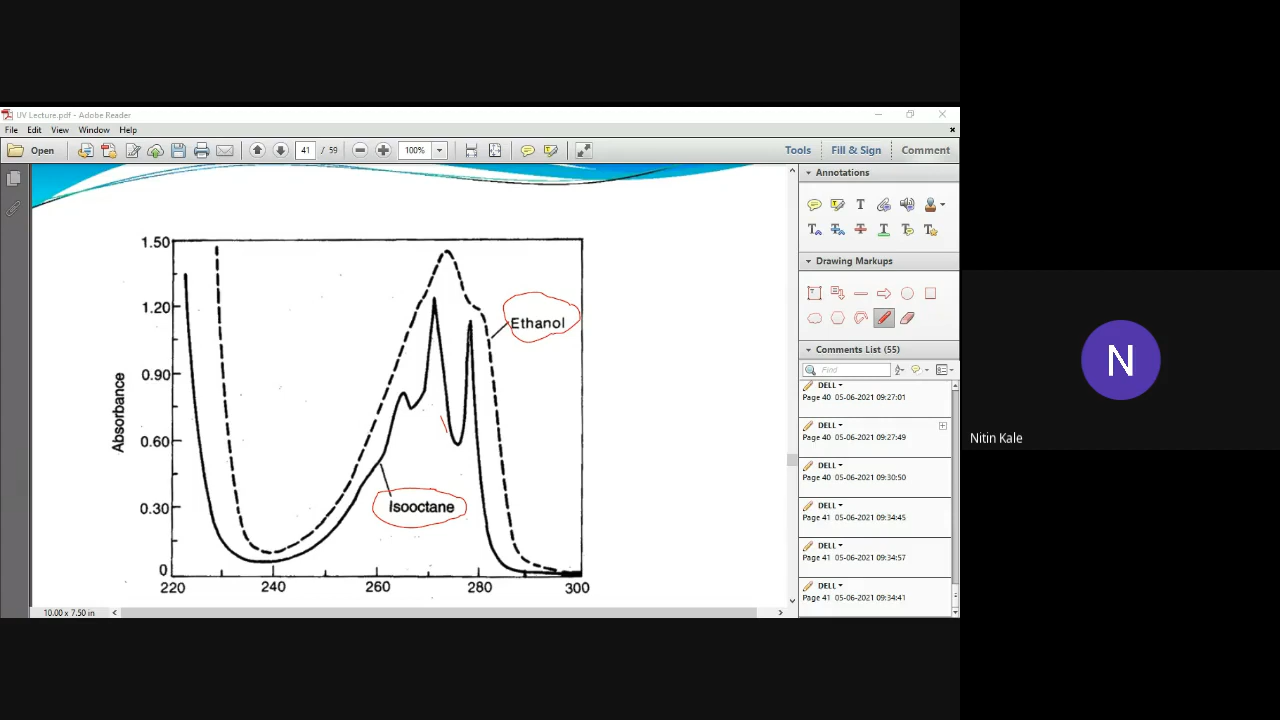 UV Lecture.pdf - Adobe Reader
File Edit View Window Help
Open 41 / 59 100% Tools Fill & Sign Comment
Annotations
Drawing Markups
Comments List (55)
Find
DELL
Page 40 05-06-2021 09:27:01
DELL
Page 40 05-06-2021 09:27:49
DELL
Page 40 05-06-2021 09:30:50
DELL
Page 41 05-06-2021 09:34:45
DELL
Page 41 05-06-2021 09:34:57
DELL
Page 41 05-06-2021 09:34:41
1.50
1.20
0.90
0.60
0.30
0
Absorbance
Ethanol
Isooctane
220 240 260 280 300
10.00 x 7.50 in
N
Nitin Kale